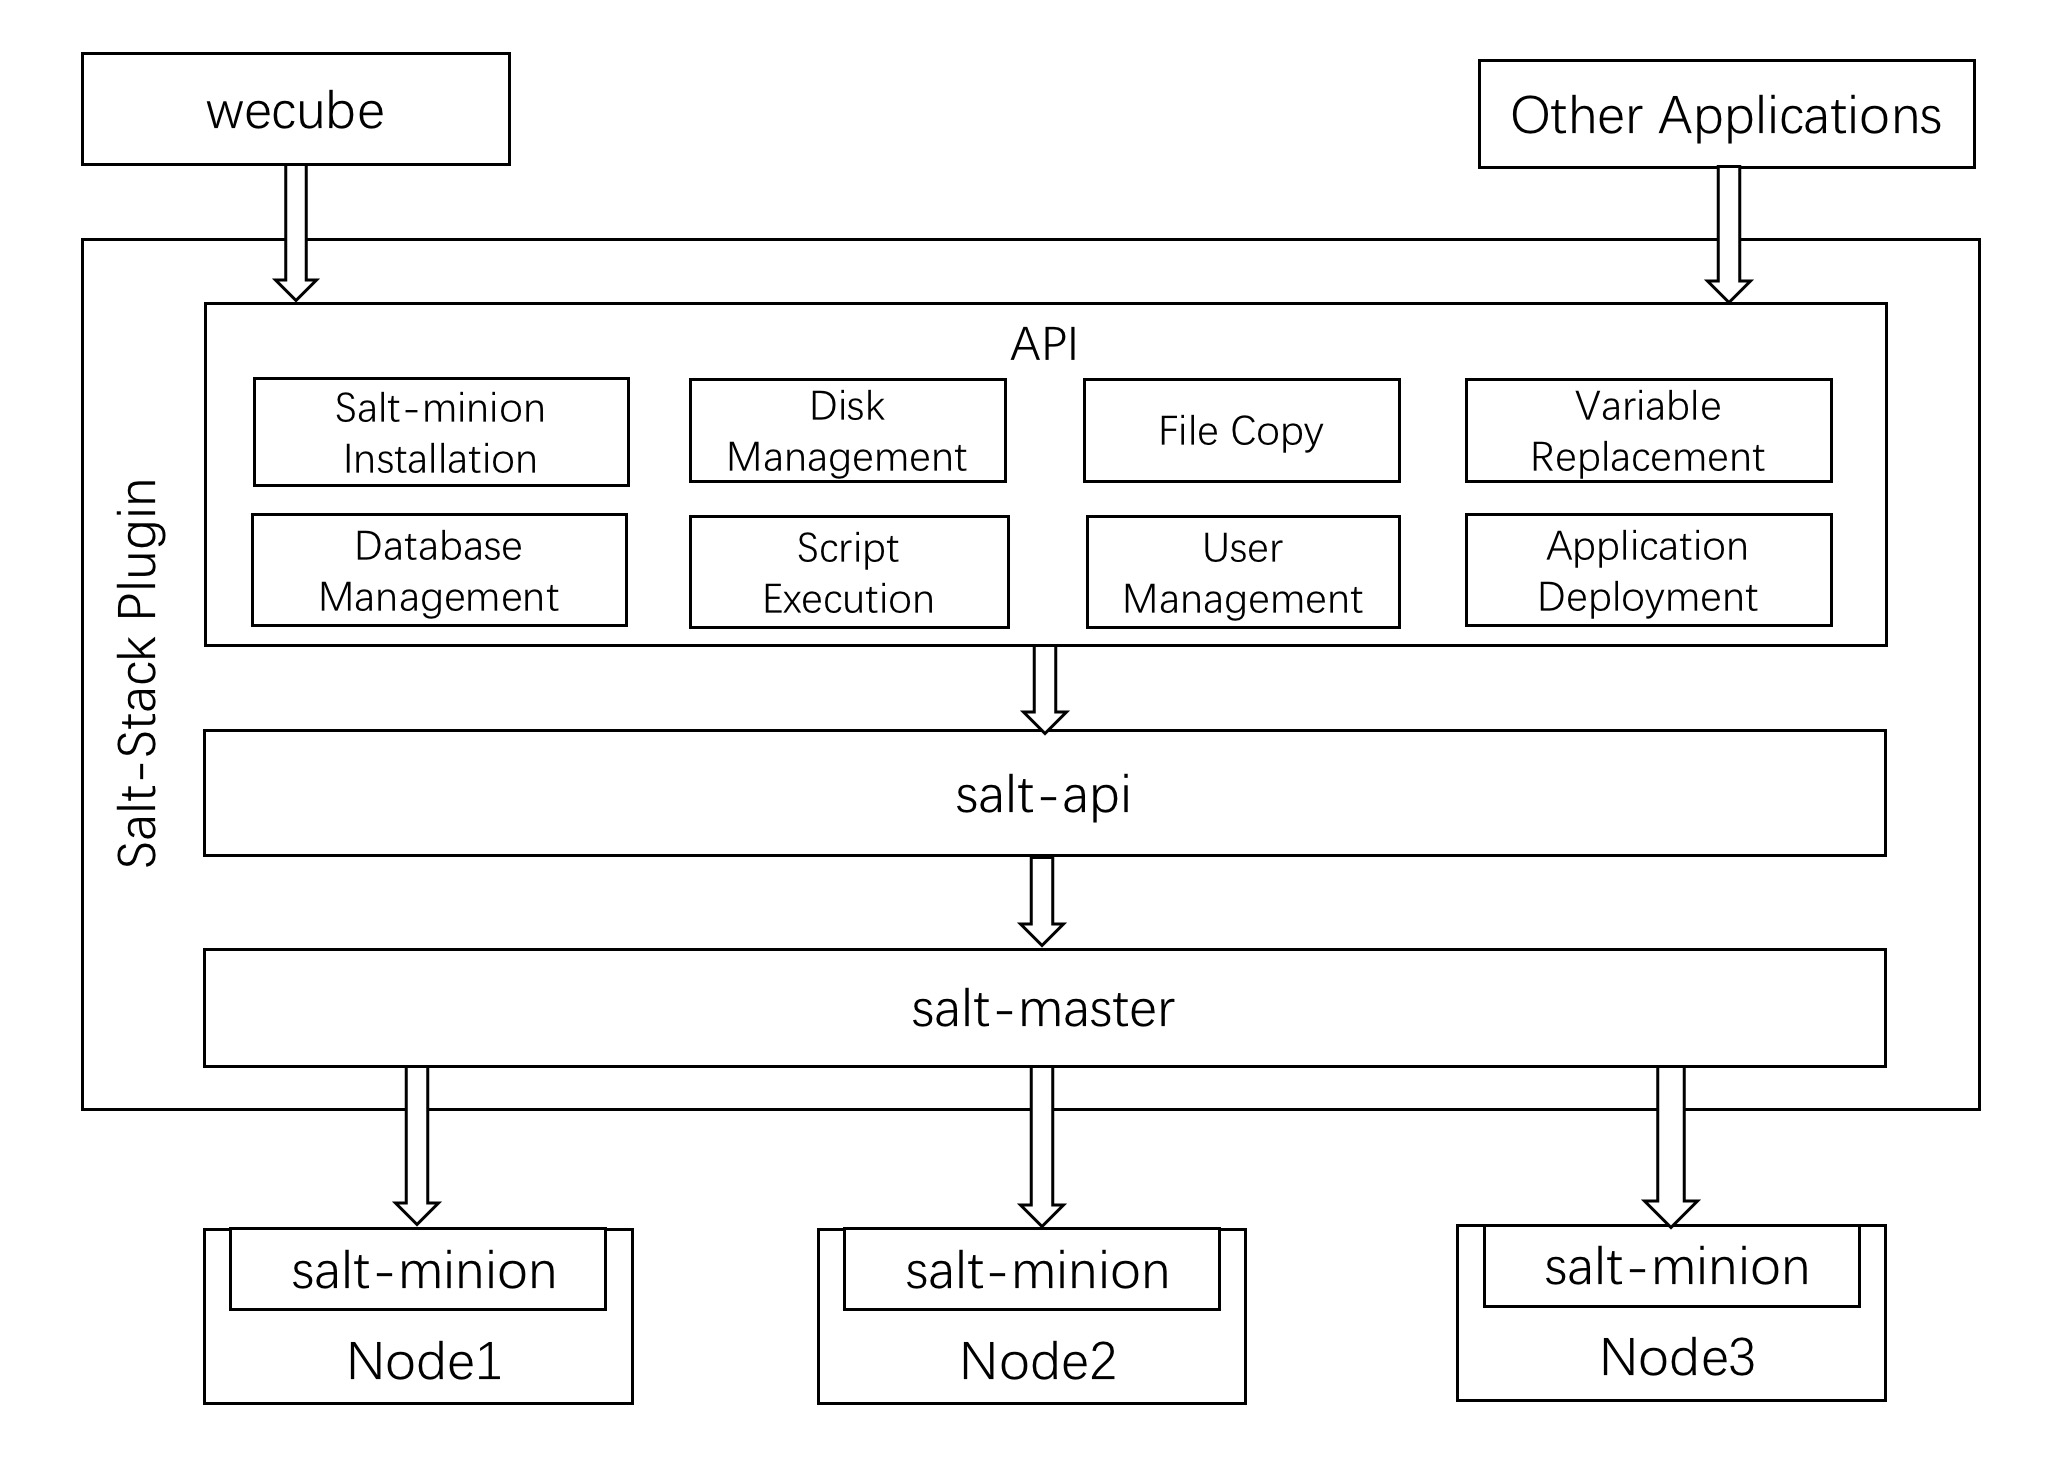 wecube
Other Applications
Salt-Stack Plugin
API
Salt-minion
Installation
Disk
Management
File Copy
Variable
Replacement
Database
Management
Script
Execution
User
Management
Application
Deployment
salt-api
salt-master
salt-minion
Node1
salt-minion
Node2
salt-minion
Node3